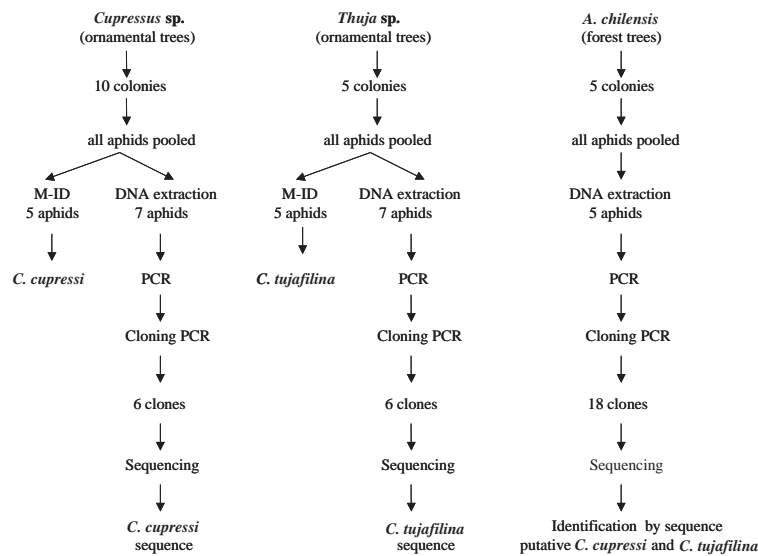 Cupressus sp.
(ornamental trees)
10 colonies
all aphids pooled
M-ID
5 aphids
C. cupressi
DNA extraction
7 aphids
PCR
Cloning PCR
6 clones
Sequencing
C. cupressi
sequence
Thuja sp.
(ornamental trees)
5 colonies
all aphids pooled
M-ID
5 aphids
C. tujafilina
DNA extraction
7 aphids
PCR
Cloning PCR
6 clones
Sequencing
C. tujafilina
sequence
A. chilensis
(forest trees)
5 colonies
all aphids pooled
DNA extraction
5 aphids
PCR
Cloning PCR
18 clones
Sequencing
Identification by sequence
putative C. cupressi and C. tujafilina